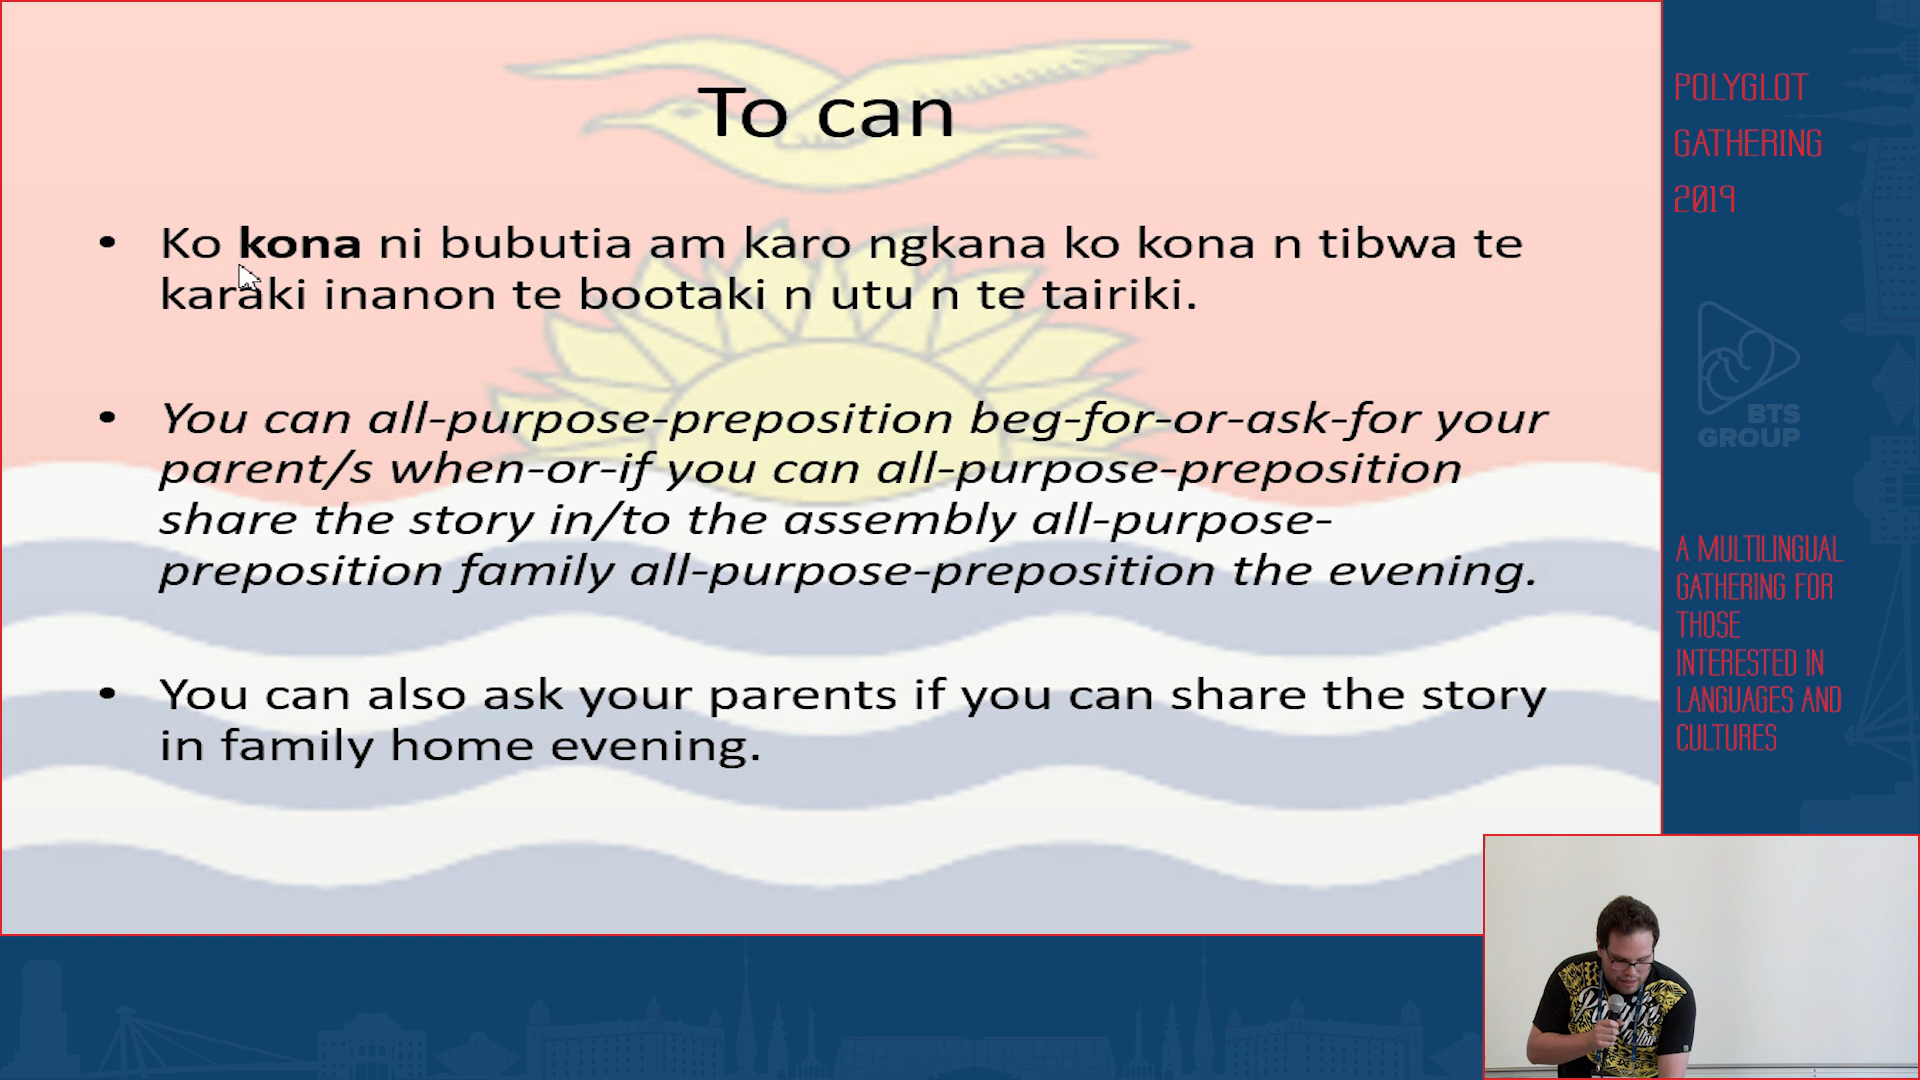 To can
• Ko kona ni bubutia am karo ngkana ko kona n tibwa te
karaki inanon te bootaki n utu n te tairiki.
• You can all-purpose-preposition beg-for-or-ask-for your
parent/s when-or-if you can all-purpose-preposition
share the story in/to the assembly all-purpose-
preposition family all-purpose-preposition the evening.
• You can also ask your parents if you can share the story
in family home evening.
POLYGLOT
GATHERING
2019
BTS
GROUP
A MULTILINGUAL
GATHERING FOR
THOSE
INTERESTED IN
LANGUAGES AND
CULTURES